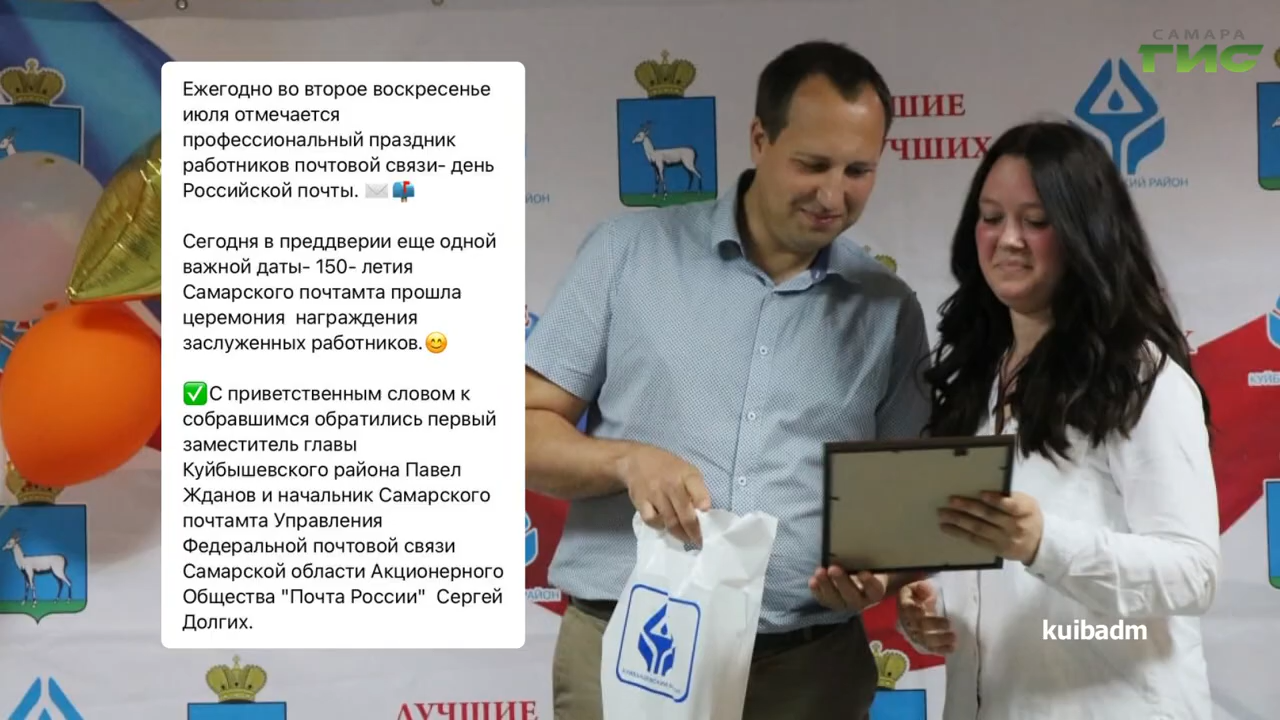 САМАРА
ГИС
Ежегодно во второе воскресенье
июля отмечается
профессиональный праздник
работников почтовой связи- день
Российской почты. ✉️📬
Сегодня в преддверии еще одной
важной даты- 150- летия
Самарского почтамта прошла
церемония  награждения
заслуженных работников.😊
✅С приветственным словом к
собравшимся обратились первый
заместитель главы
Куйбышевского района Павел
Жданов и начальник Самарского
почтамта Управления
Федеральной почтовой связи
Самарской области Акционерного
Общества "Почта России"  Сергей
Долгих.
kuibadm
РАЙОН
ЛУЧШИЕ